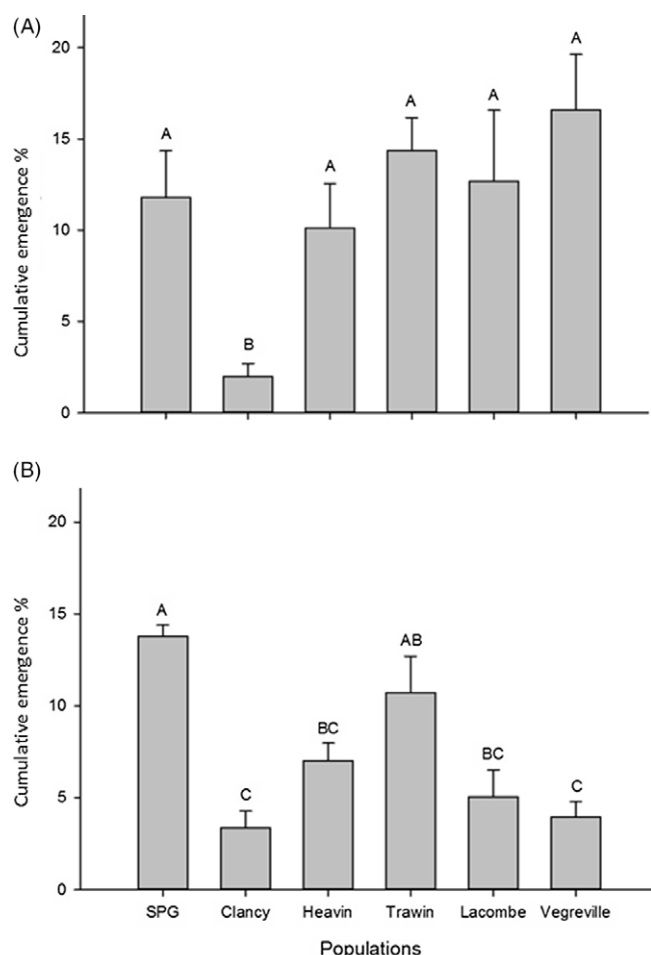 (A)
Cumulative emergence %
20
15
10
5
0
A
B
A
A
A
A
(B)
Cumulative emergence %
20
15
10
5
0
A
C
BC
AB
BC
C
SPG Clancy Heavin Trawin Lacombe Vegreville
Populations